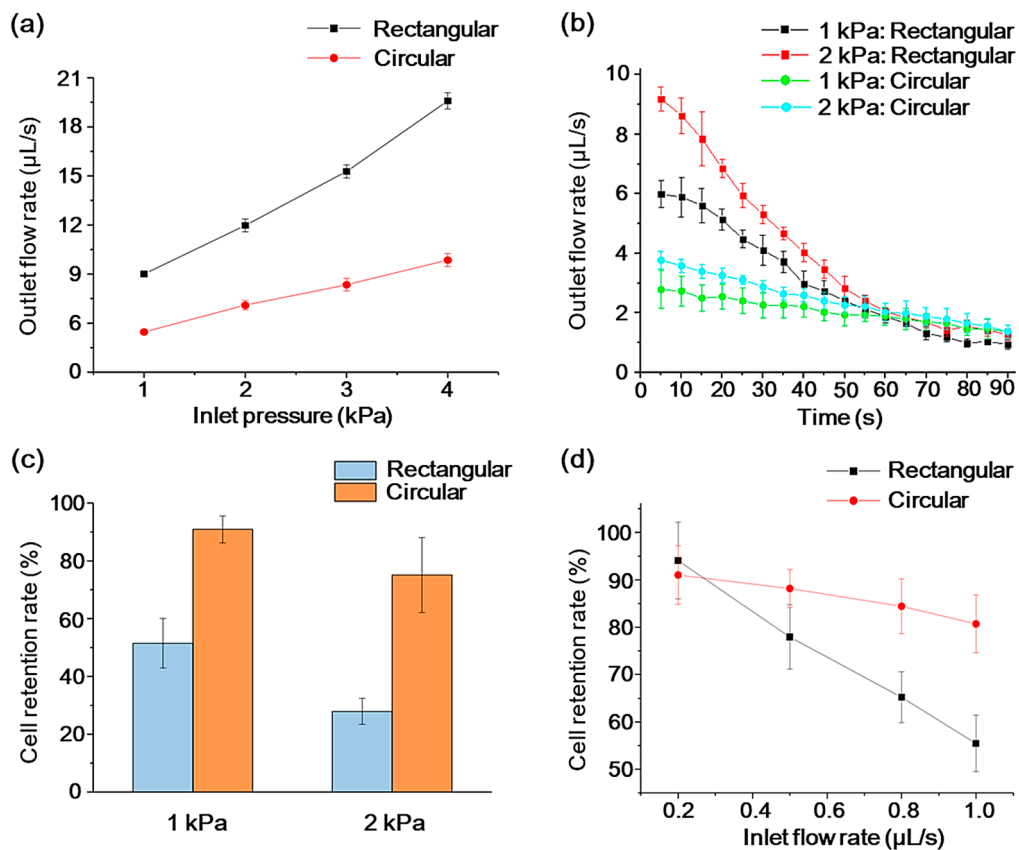 (a)
Rectangular
Circular
21
18
15
12
9
6
3
1
2
3
4
Outlet flow rate (µL/s)
Inlet pressure (kPa)
(b)
1 kPa: Rectangular
2 kPa: Rectangular
1 kPa: Circular
2 kPa: Circular
10
8
6
4
2
0
0
10
20
30
40
50
60
70
80
90
Outlet flow rate (µL/s)
Time (s)
(c)
Rectangular
Circular
100
80
60
40
20
0
1 kPa
2 kPa
Cell retention rate (%)
(d)
Rectangular
Circular
100
90
80
70
60
50
0.2
0.4
0.6
0.8
1.0
Cell retention rate (%)
Inlet flow rate (µL/s)